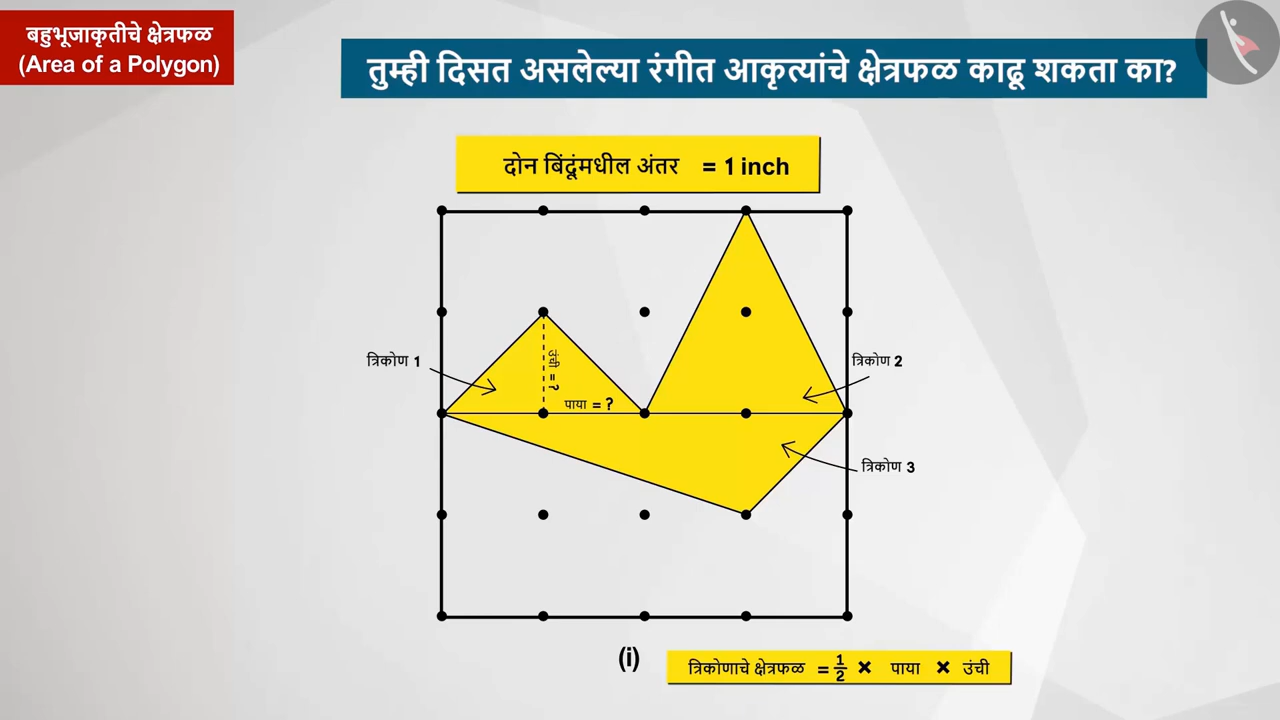 बहुभूजाकृतीचे क्षेत्रफळ
(Area of a Polygon)
तुम्ही दिसत असलेल्या रंगीत आकृत्यांचे क्षेत्रफळ काढू शकता का?
दोन बिंदूंमधील अंतर = 1 inch
त्रिकोण 1
उंची = ?
पाया = ?
त्रिकोण 2
त्रिकोण 3
(i)
त्रिकोणाचे क्षेत्रफळ = 1/2 × पाया × उंची